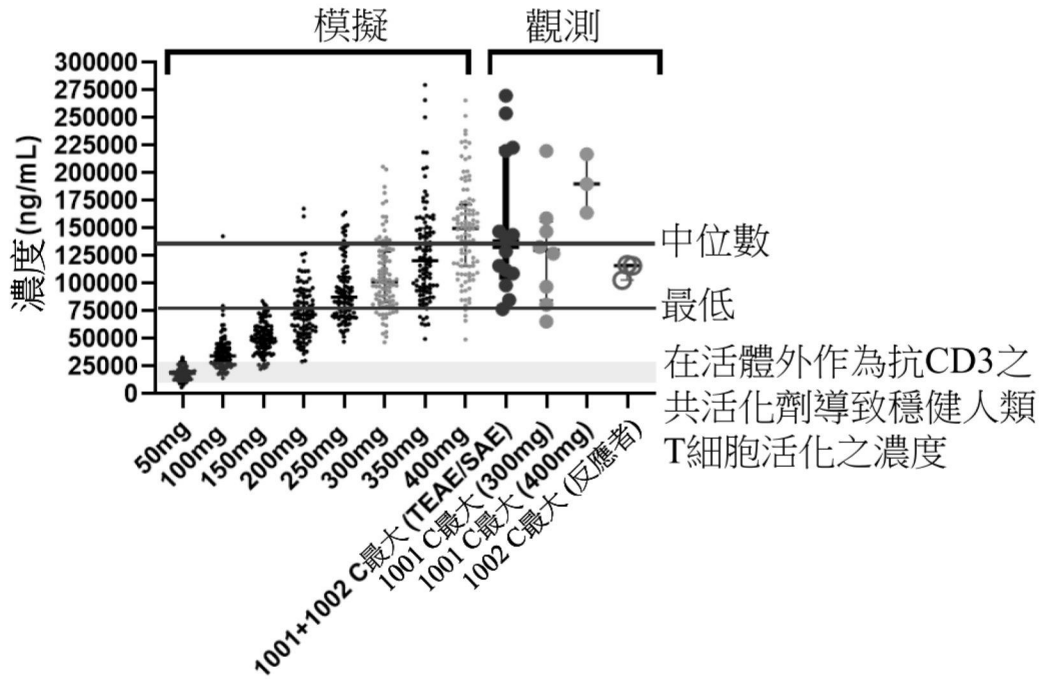 模擬
觀測
濃度(ng/mL)
300000
275000
250000
225000
200000
175000
150000
125000
100000
75000
50000
25000
0
中位數
最低
在活體外作為抗CD3之
共活化劑導致穩健人類
T細胞活化之濃度
50mg
100mg
150mg
200mg
250mg
300mg
350mg
400mg
1001+1002 C最大 (TEAE/SAE)
1001 C最大 (300mg)
1001 C最大 (400mg)
1002 C最大 (反應者)